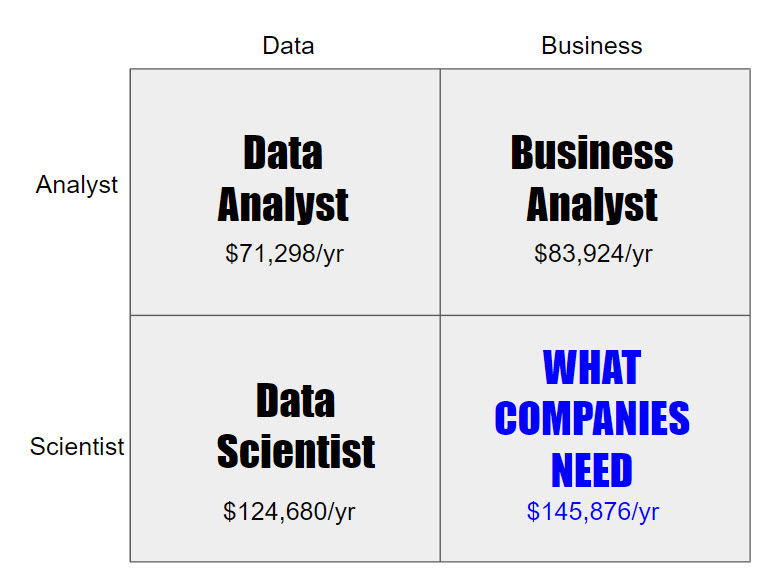 Data
Business
Analyst
Data
Analyst
$71,298/yr
Business
Analyst
$83,924/yr
Scientist
Data
Scientist
$124,680/yr
WHAT
COMPANIES
NEED
$145,876/yr